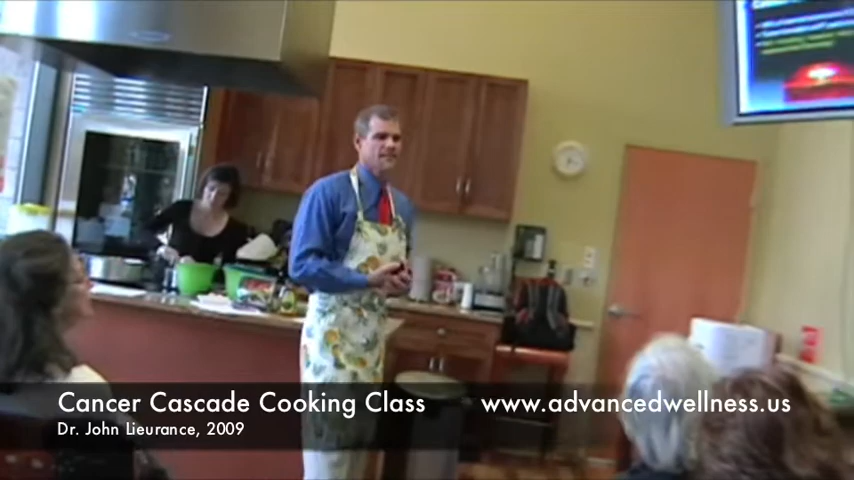 Cancer Cascade Cooking Class
www.advancedwellness.us
Dr. John Lieurance, 2009